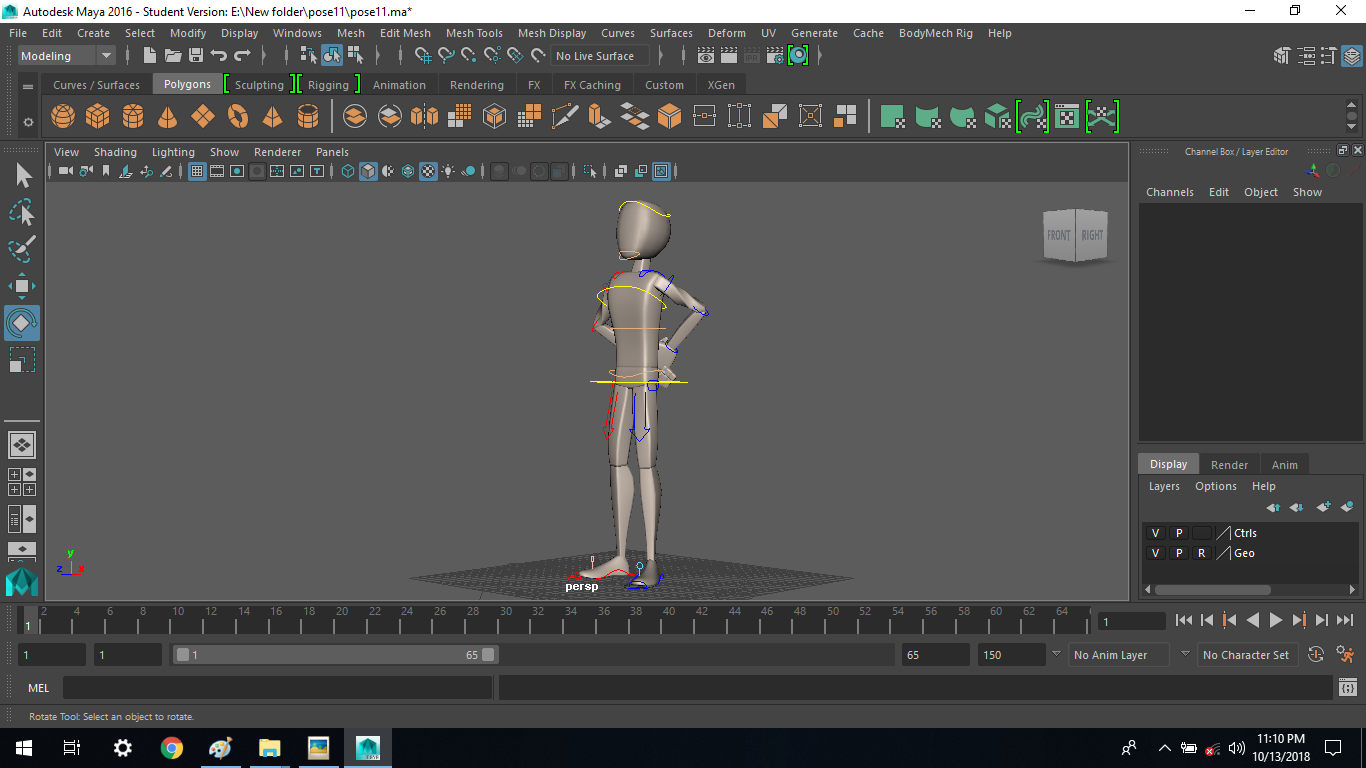 Autodesk Maya 2016 - Student Version: E:\New folder\pose11\pose11.ma*
File Edit Create Select Modify Display Windows Mesh Edit Mesh Mesh Tools Mesh Display Curves Surfaces Deform UV Generate Cache BodyMech Rig Help
Modeling No Live Surface
Curves / Surfaces Polygons Sculpting Rigging Animation Rendering FX FX Caching Custom XGen
View Shading Lighting Show Renderer Panels
Channel Box / Layer Editor
Channels Edit Object Show
FRONT RIGHT
Display Render Anim
Layers Options Help
V P Ctrls
V P R Geo
y
z x
persp
2 4 6 8 10 12 14 16 18 20 22 24 26 28 30 32 34 36 38 40 42 44 46 48 50 52 54 56 58 60 62 64
1 1
1 1 1 65 65 150 No Anim Layer No Character Set
MEL
Rotate Tool: Select an object to rotate.
11:10 PM
10/13/2018